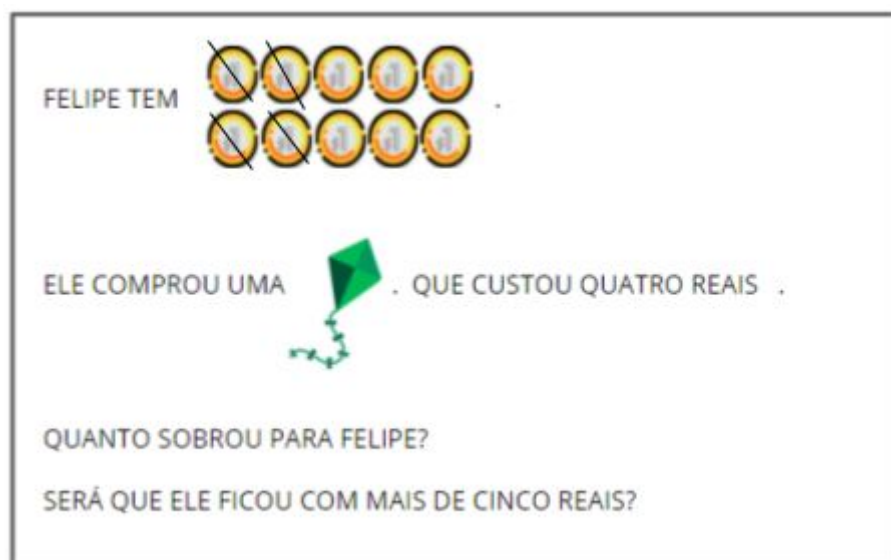 FELIPE TEM .
ELE COMPROU UMA . QUE CUSTOU QUATRO REAIS .
QUANTO SOBROU PARA FELIPE?
SERÁ QUE ELE FICOU COM MAIS DE CINCO REAIS?